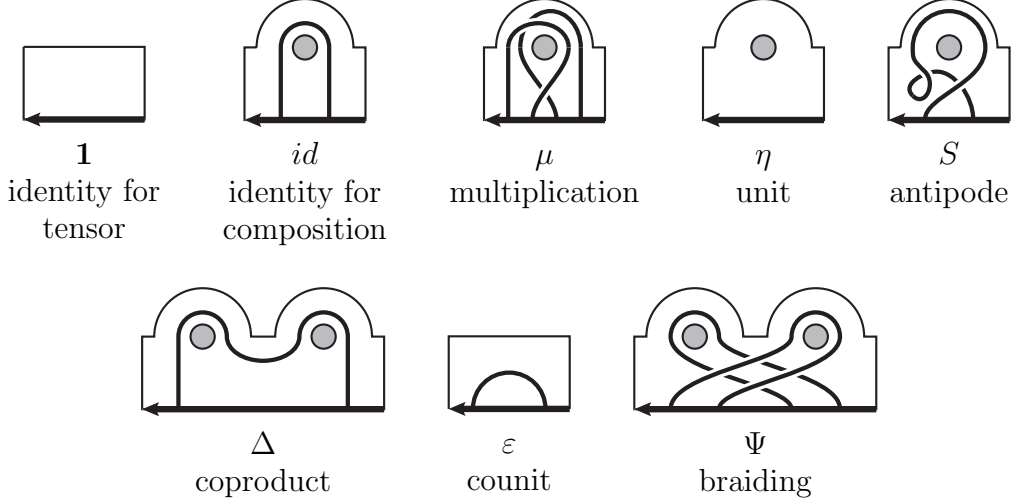 1 id μ η S
identity for identity for multiplication unit antipode
tensor composition
Δ ε Ψ
coproduct counit braiding